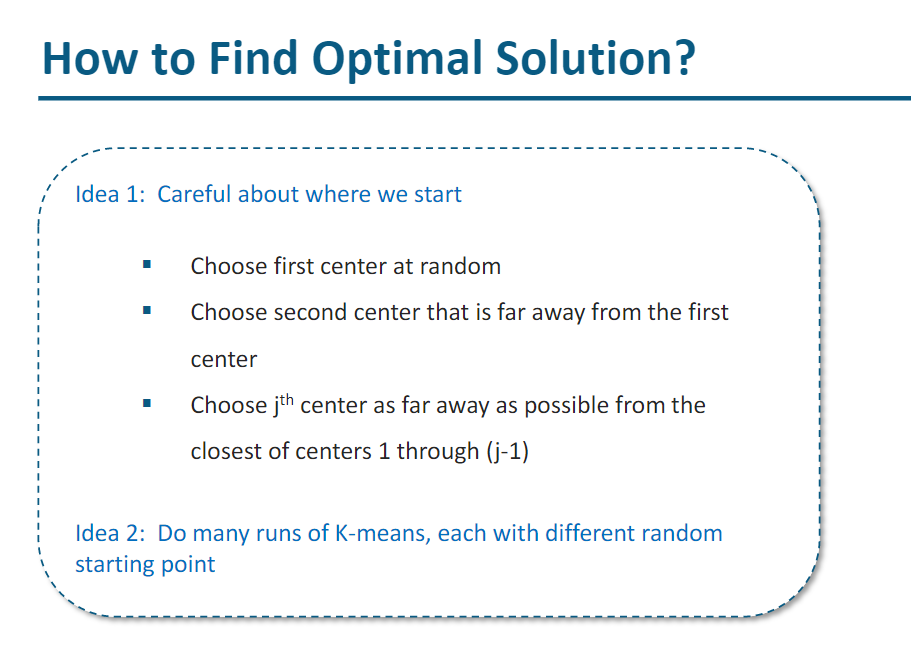 How to Find Optimal Solution?
Idea 1:  Careful about where we start
▪ Choose first center at random
▪ Choose second center that is far away from the first
center
▪ Choose jth center as far away as possible from the
closest of centers 1 through (j-1)
Idea 2:  Do many runs of K-means, each with different random
starting point